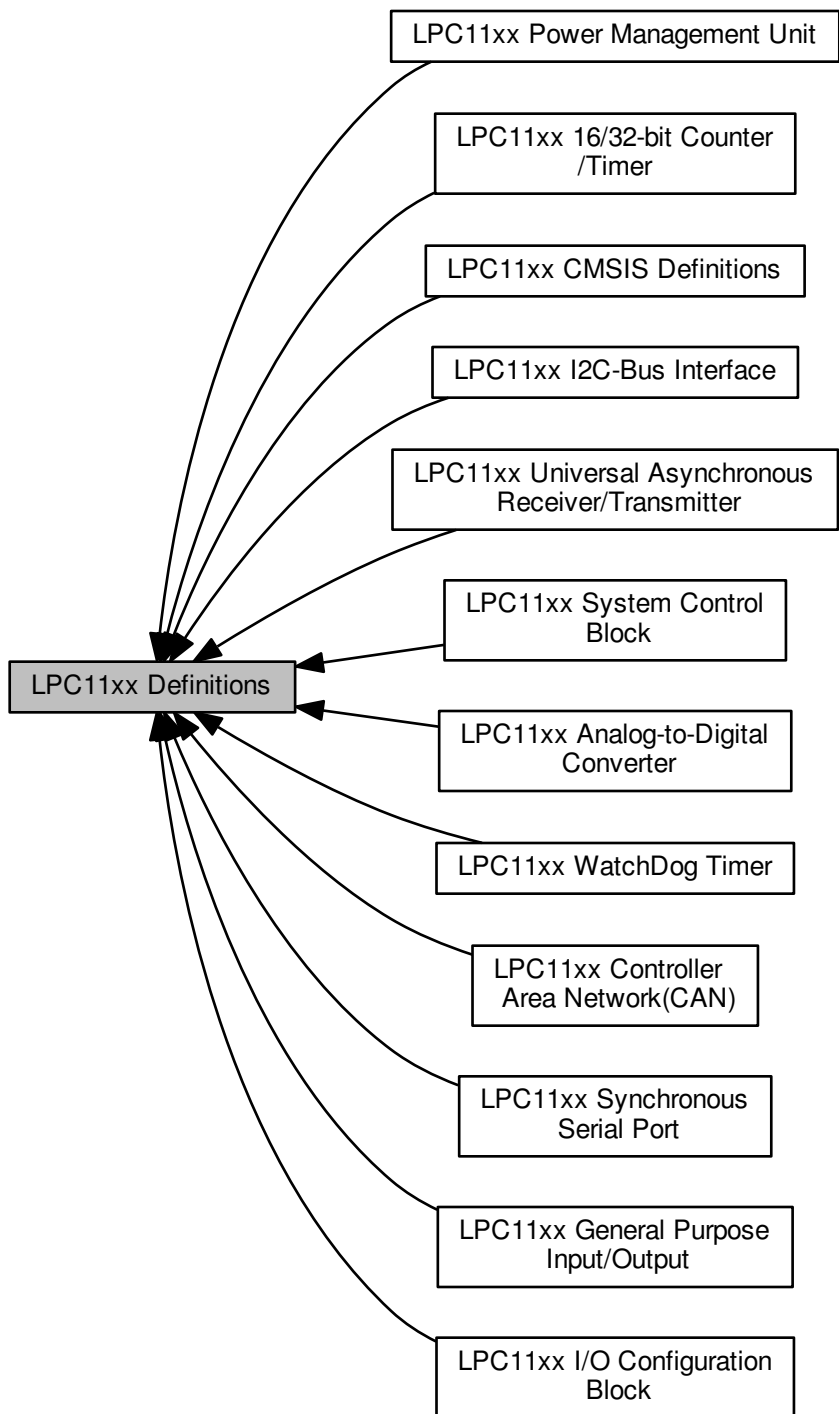 LPC11xx Power Management Unit
LPC11xx 16/32-bit Counter
/Timer
LPC11xx CMSIS Definitions
LPC11xx I2C-Bus Interface
LPC11xx Universal Asynchronous
Receiver/Transmitter
LPC11xx System Control
Block
LPC11xx Definitions
LPC11xx Analog-to-Digital
Converter
LPC11xx WatchDog Timer
LPC11xx Controller
Area Network(CAN)
LPC11xx Synchronous
Serial Port
LPC11xx General Purpose
Input/Output
LPC11xx I/O Configuration
Block